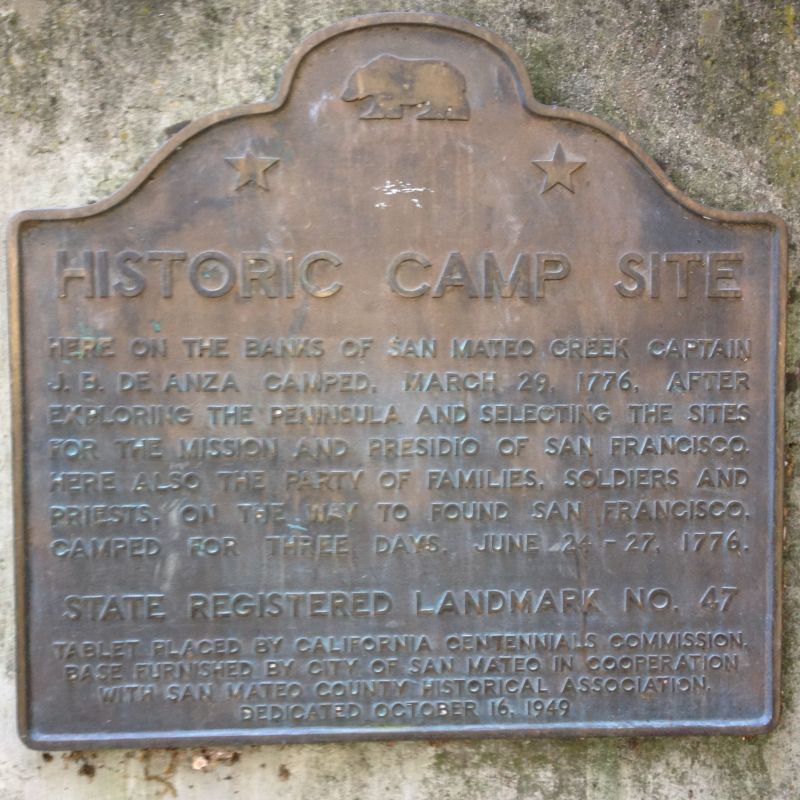 HISTORIC CAMP SITE
HERE ON THE BANKS OF SAN MATEO CREEK CAPTAIN
J. B. DE ANZA CAMPED, MARCH 29, 1776, AFTER
EXPLORING THE PENINSULA AND SELECTING THE SITES
FOR THE MISSION AND PRESIDIO OF SAN FRANCISCO.
HERE ALSO THE PARTY OF FAMILIES, SOLDIERS AND
PRIESTS, ON THE WAY TO FOUND SAN FRANCISCO,
CAMPED FOR THREE DAYS, JUNE 24-27, 1776.
STATE REGISTERED LANDMARK NO. 47
TABLET PLACED BY CALIFORNIA CENTENNIALS COMMISSION.
BASE FURNISHED BY CITY OF SAN MATEO IN COOPERATION
WITH SAN MATEO COUNTY HISTORICAL ASSOCIATION.
DEDICATED OCTOBER 16, 1949